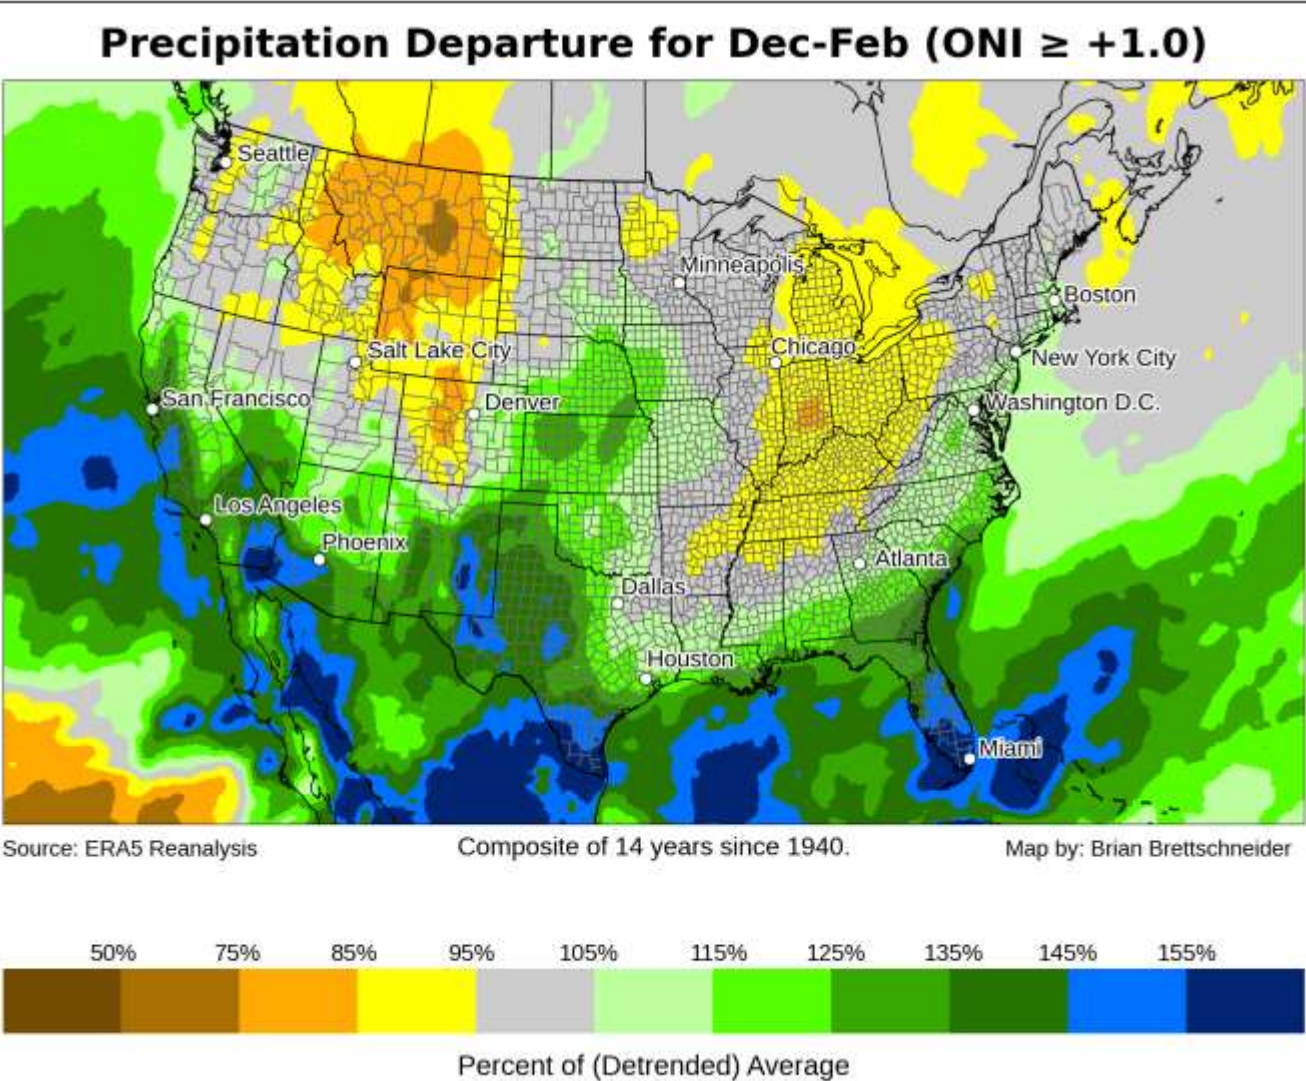 Precipitation Departure for Dec-Feb (ONI ≥ +1.0)
Seattle
Minneapolis
Boston
Salt Lake City
Chicago
New York City
San Francisco
Denver
Washington D.C.
Los Angeles
Phoenix
Atlanta
Dallas
Houston
Miami
Source: ERA5 Reanalysis
Composite of 14 years since 1940.
Map by: Brian Brettschneider
50% 75% 85% 95% 105% 115% 125% 135% 145% 155%
Percent of (Detrended) Average